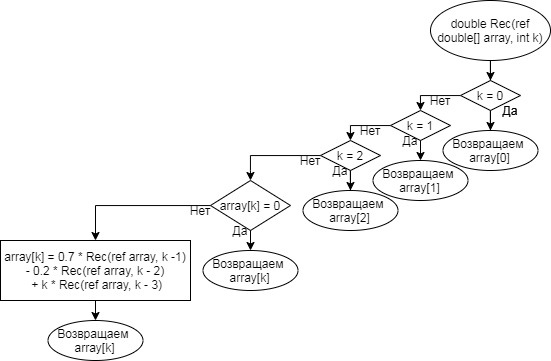 double Rec(ref
double[] array, int k)
k = 0
Нет
Да
k = 1
Возвращаем
array[0]
Нет
Да
k = 2
Возвращаем
array[1]
Нет
Да
array[k] = 0
Возвращаем
array[2]
Нет
Да
array[k] = 0.7 * Rec(ref array, k -1)
- 0.2 * Rec(ref array, k - 2)
+ k * Rec(ref array, k - 3)
Возвращаем
array[k]
Возвращаем
array[k]